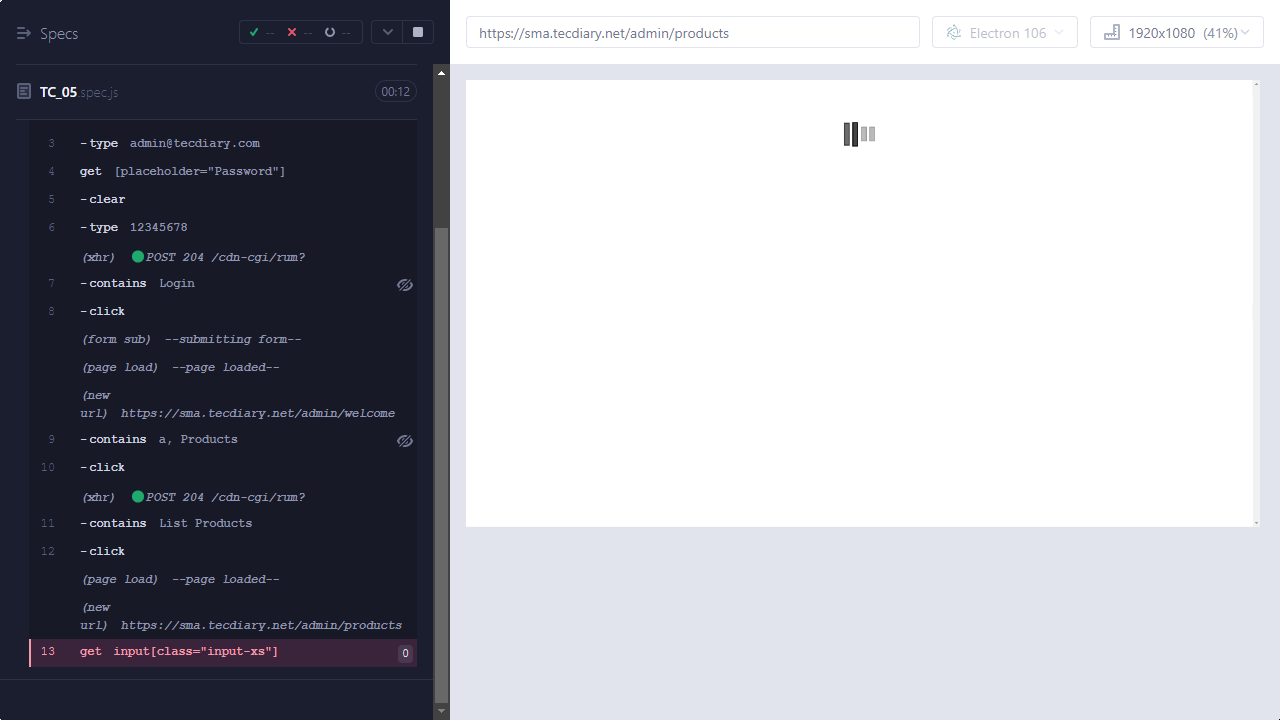 Specs
--
--
--
https://sma.tecdiary.net/admin/products
Electron 106
1920x1080 (41%)
TC_05.spec.js
00:12
3 -type admin@tecdiary.com
4 get [placeholder="Password"]
5 -clear
6 -type 12345678
(xhr) POST 204 /cdn-cgi/rum?
7 -contains Login
8 -click
(form sub) --submitting form--
(page load) --page loaded--
(new
url) https://sma.tecdiary.net/admin/welcome
9 -contains a, Products
10 -click
(xhr) POST 204 /cdn-cgi/rum?
11 -contains List Products
12 -click
(page load) --page loaded--
(new
url) https://sma.tecdiary.net/admin/products
13 get input[class="input-xs"] 0